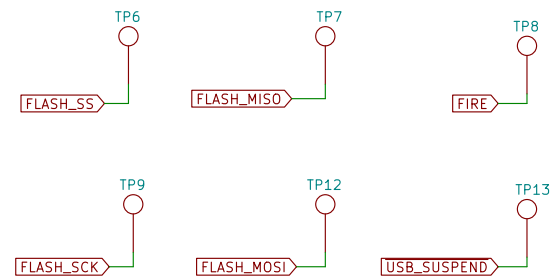 TP6
TP7
TP8
FLASH_SS
FLASH_MISO
FIRE
TP9
TP12
TP13
FLASH_SCK
FLASH_MOSI
USB_SUSPEND